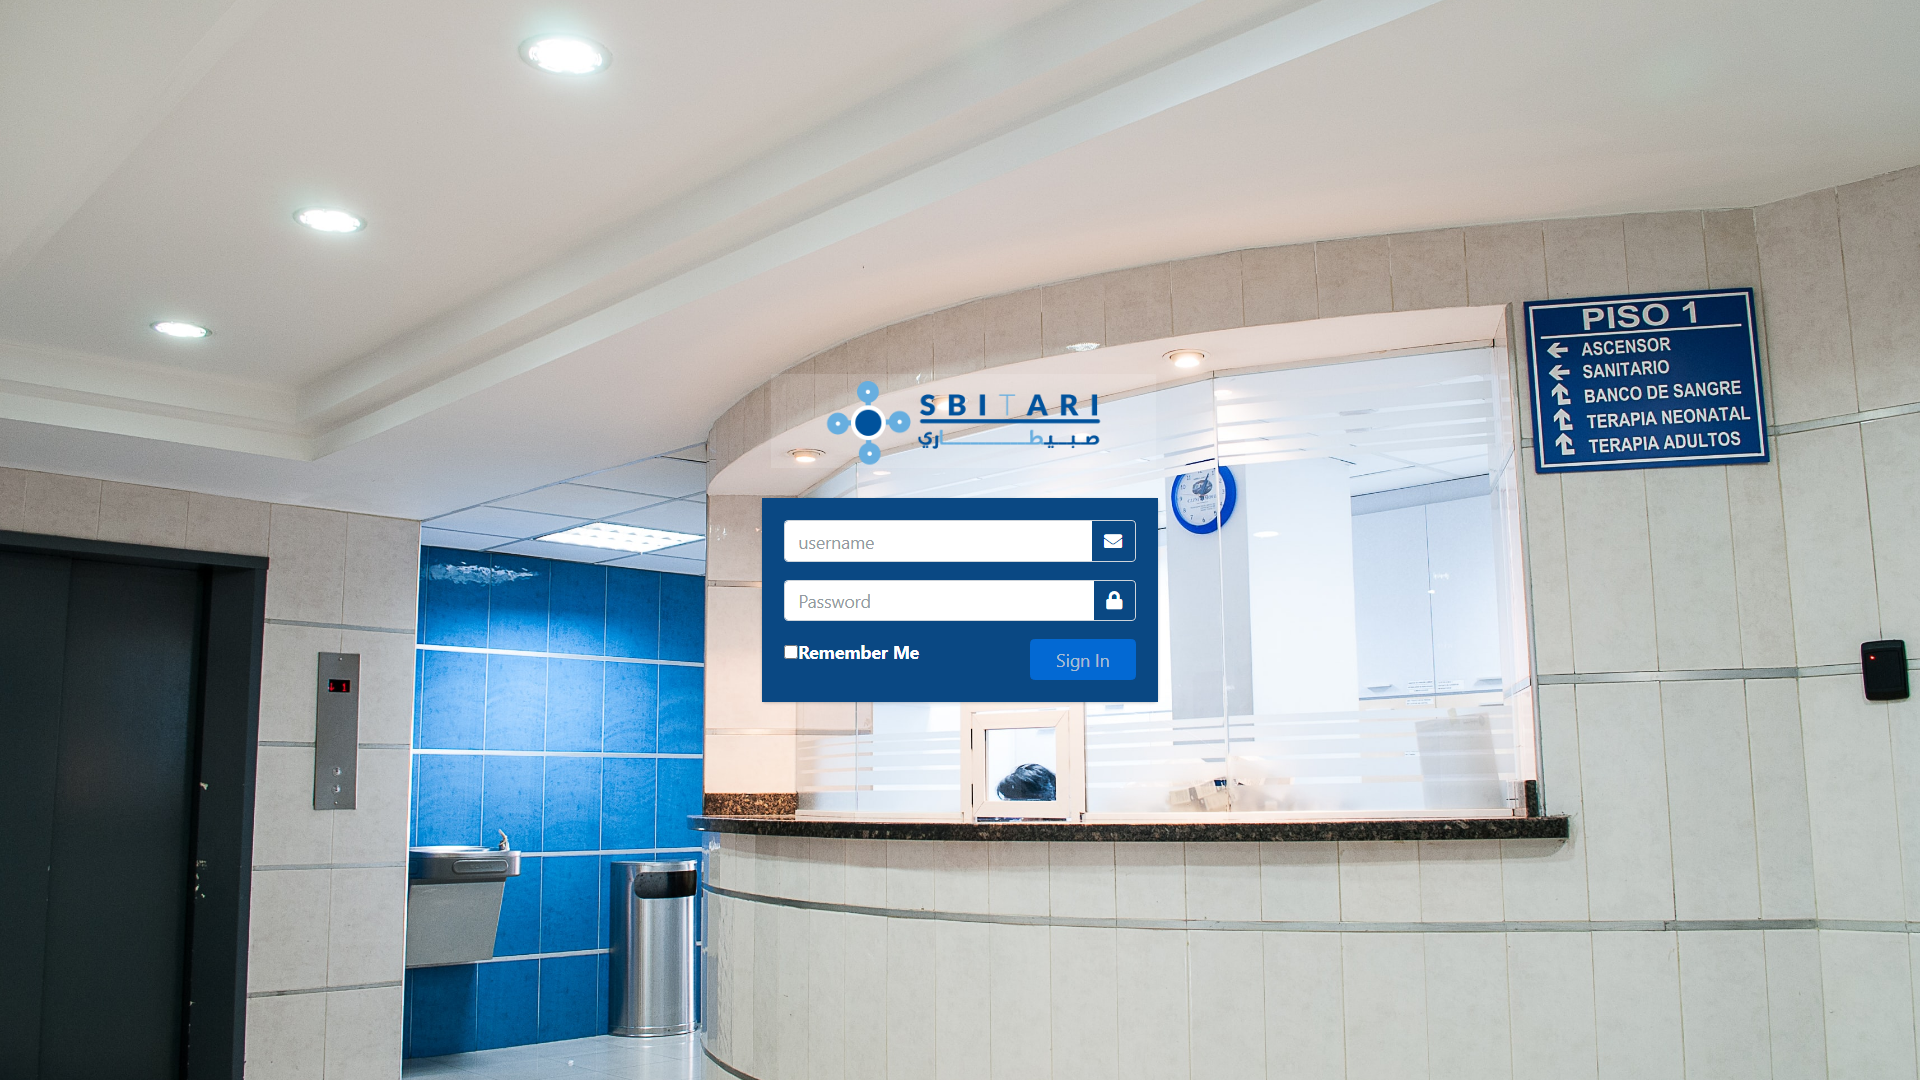 SBITARI
صبيطاري
PISO 1
ASCENSOR
SANITARIO
BANCO DE SANGRE
TERAPIA NEONATAL
TERAPIA ADULTOS
username
Password
Remember Me
Sign In